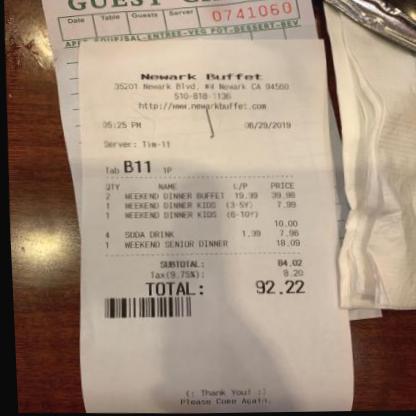 GUEST
Date Table Guests Server 0741060
APPT-SOUP/SAL-ENTREE-VEG POT-DESSERT-BEV
Newark Buffet
35201 Newark Blvd, #H Newark CA 94560
510-818-1136
http://www.newarkbuffet.com
05:25 PM 06/29/2019
Server: Tim-11
Tab B11 1P
QTY NAME L/P PRICE
2 WEEKEND DINNER BUFFET 19.99 39.98
1 WEEKEND DINNER KIDS (3-5Y) 7.99
1 WEEKEND DINNER KIDS (6-10Y)
10.00
4 SODA DRINK 1.99 7.96
1 WEEKEND SENIOR DINNER 18.09
SUBTOTAL: 84.02
Tax(9.75%): 8.20
TOTAL: 92.22
(: Thank You! :)
Please Come Again.